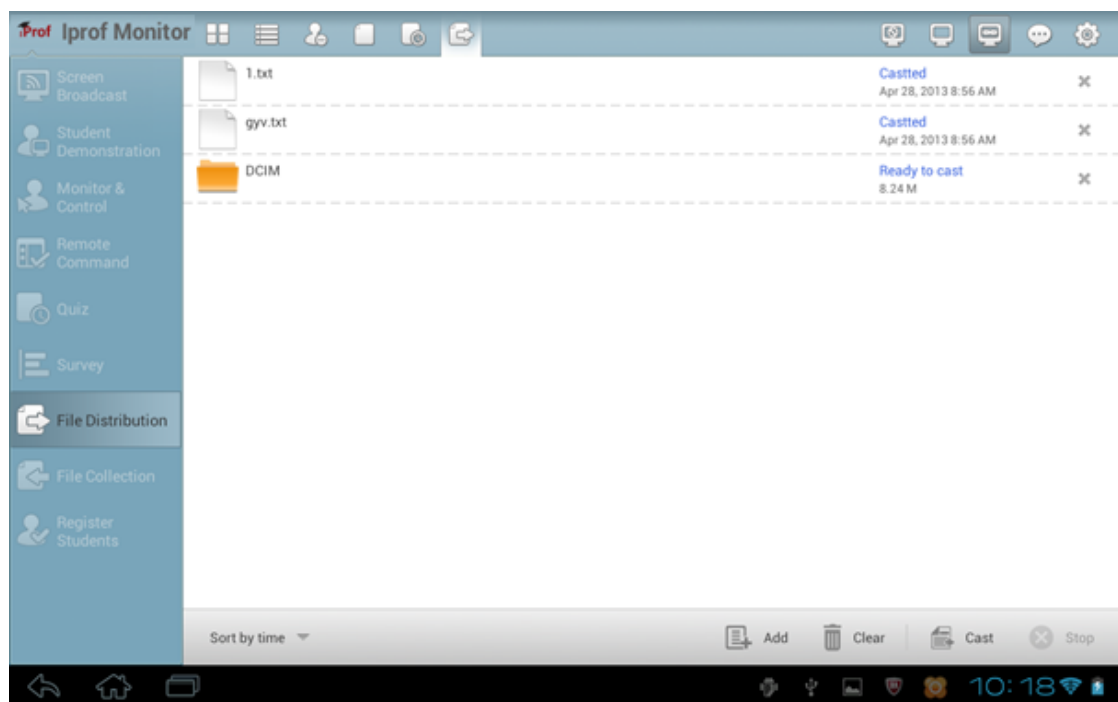 iProf Iprof Monitor
Screen
Broadcast
Student
Demonstration
Monitor &
Control
Remote
Command
Quiz
Survey
File Distribution
File Collection
Register
Students
1.txt
Castted
Apr 28, 2013 8:56 AM
gyv.txt
Castted
Apr 28, 2013 8:56 AM
DCIM
Ready to cast
8.24 M
Sort by time
Add
Clear
Cast
Stop
10:18